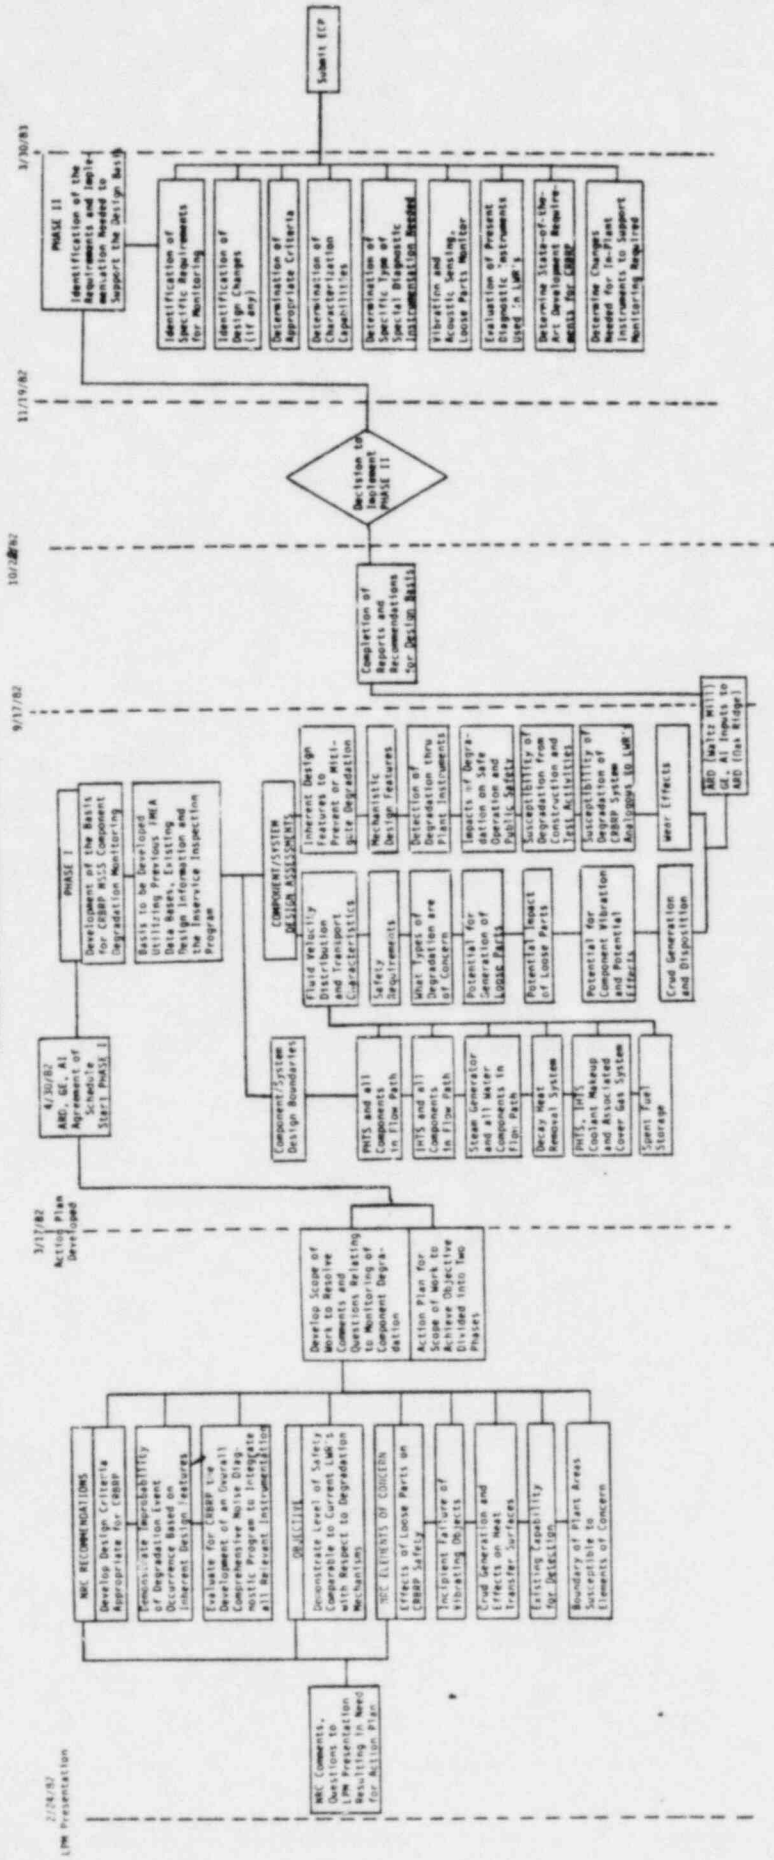 2/24/82
LPM Presentation
NRC Comments,
Questions to
LPM Presentation
Resulting in Need
for Action Plan
NRC RECOMMENDATIONS
Develop Design Criteria
Appropriate for CRBRP
Demonstrate Improbability
of Degradation Event
Occurrence Based on
Inherent Design Features
Evaluate for CRBRP the
Development of an Overall
Comprehensive Noise Diag-
nostic Program to Integrate
all Relevant Instrumentation
OBJECTIVE
Demonstrate Level of Safety
Comparable to Current LWR's
with Respect to Degradation
Mechanisms
NRC ELEMENTS OF CONCERN
Effects of Loose Parts on
CRBRP Safety
Incipient Failure of
Vibrating Objects
Crud Generation and
Effects on Heat
Transfer Surfaces
Existing Capability
for Detection
Boundary of Plant Areas
Susceptible to
Elements of Concern
3/17/82
Action Plan
Developed
Develop Scope of
Work to Resolve
Comments and
Questions Relating
to Monitoring of
Component Degra-
dation
Action Plan for
Scope of Work to
Achieve Objective
Divided into Two
Phases
4/30/82
ARD, GE, AI
Agreement of
Schedule
Start PHASE I
PHASE I
Development of the Basis
for CRBRP NSSS Component
Degradation Monitoring
Basis to be Developed
Utilizing Previous FMEA
Data Bases, Existing
Design Information and
the Inservice Inspection
Program
Component/System
Design Boundaries
PHTS and all
Components
in Flow Path
IHTS and all
Components
in Flow Path
Steam Generator
and all Water
Components in
Flow Path
Decay Heat
Removal System
PHTS, IHTS
Coolant Makeup
and Associated
Cover Gas System
Spent Fuel
Storage
COMPONENT/SYSTEM
DESIGN ASSESSMENTS
Fluid Velocity
Distribution
and Transport
Characteristics
Safety
Requirements
What Types of
Degradation are
of Concern
Potential for
Generation of
Loose Parts
Potential Impact
of Loose Parts
Potential for
Component Vibration
and Potential
Effects
Crud Generation
and Disposition
Inherent Design
Features to
Prevent or Miti-
gate Degradation
Mechanistic
Design Features
Detection of
Degradation thru
Plant Instruments
Impacts of Degra-
dation on Safe
Operation and
Public Safety
Susceptibility of
Degradation from
Construction and
Test Activities
Susceptibility of
Degradation of
CRBRP System
Analogous to LWR's
Wear Effects
9/17/82
ARD (Waltz Mill)
GE, AI Inputs to
ARD (Oak Ridge)
Completion of
Reports and
Recommendations
for Design Basis
Decision to
Implement
PHASE II
11/19/82
PHASE II
Identification of the
Requirements and Imple-
mentation Needed to
Support the Design Basis
Identification of
Specific Requirements
for Monitoring
Identification of
Design Changes
(if any)
Determination of
Appropriate Criteria
Determination of
Characterization
Capabilities
Determination of
Specific Type of
Special Diagnostic
Instrumentation Needed
Vibration and
Acoustic Sensing,
Loose Parts Monitor
Evaluation of Present
Diagnostic Instruments
Used in LWR's
Determine State-of-the-
Art Development Require-
ments for CRBRP
Determine Changes
Needed for In-Plant
Instruments to Support
Monitoring Required
3/30/83
Submit ECP